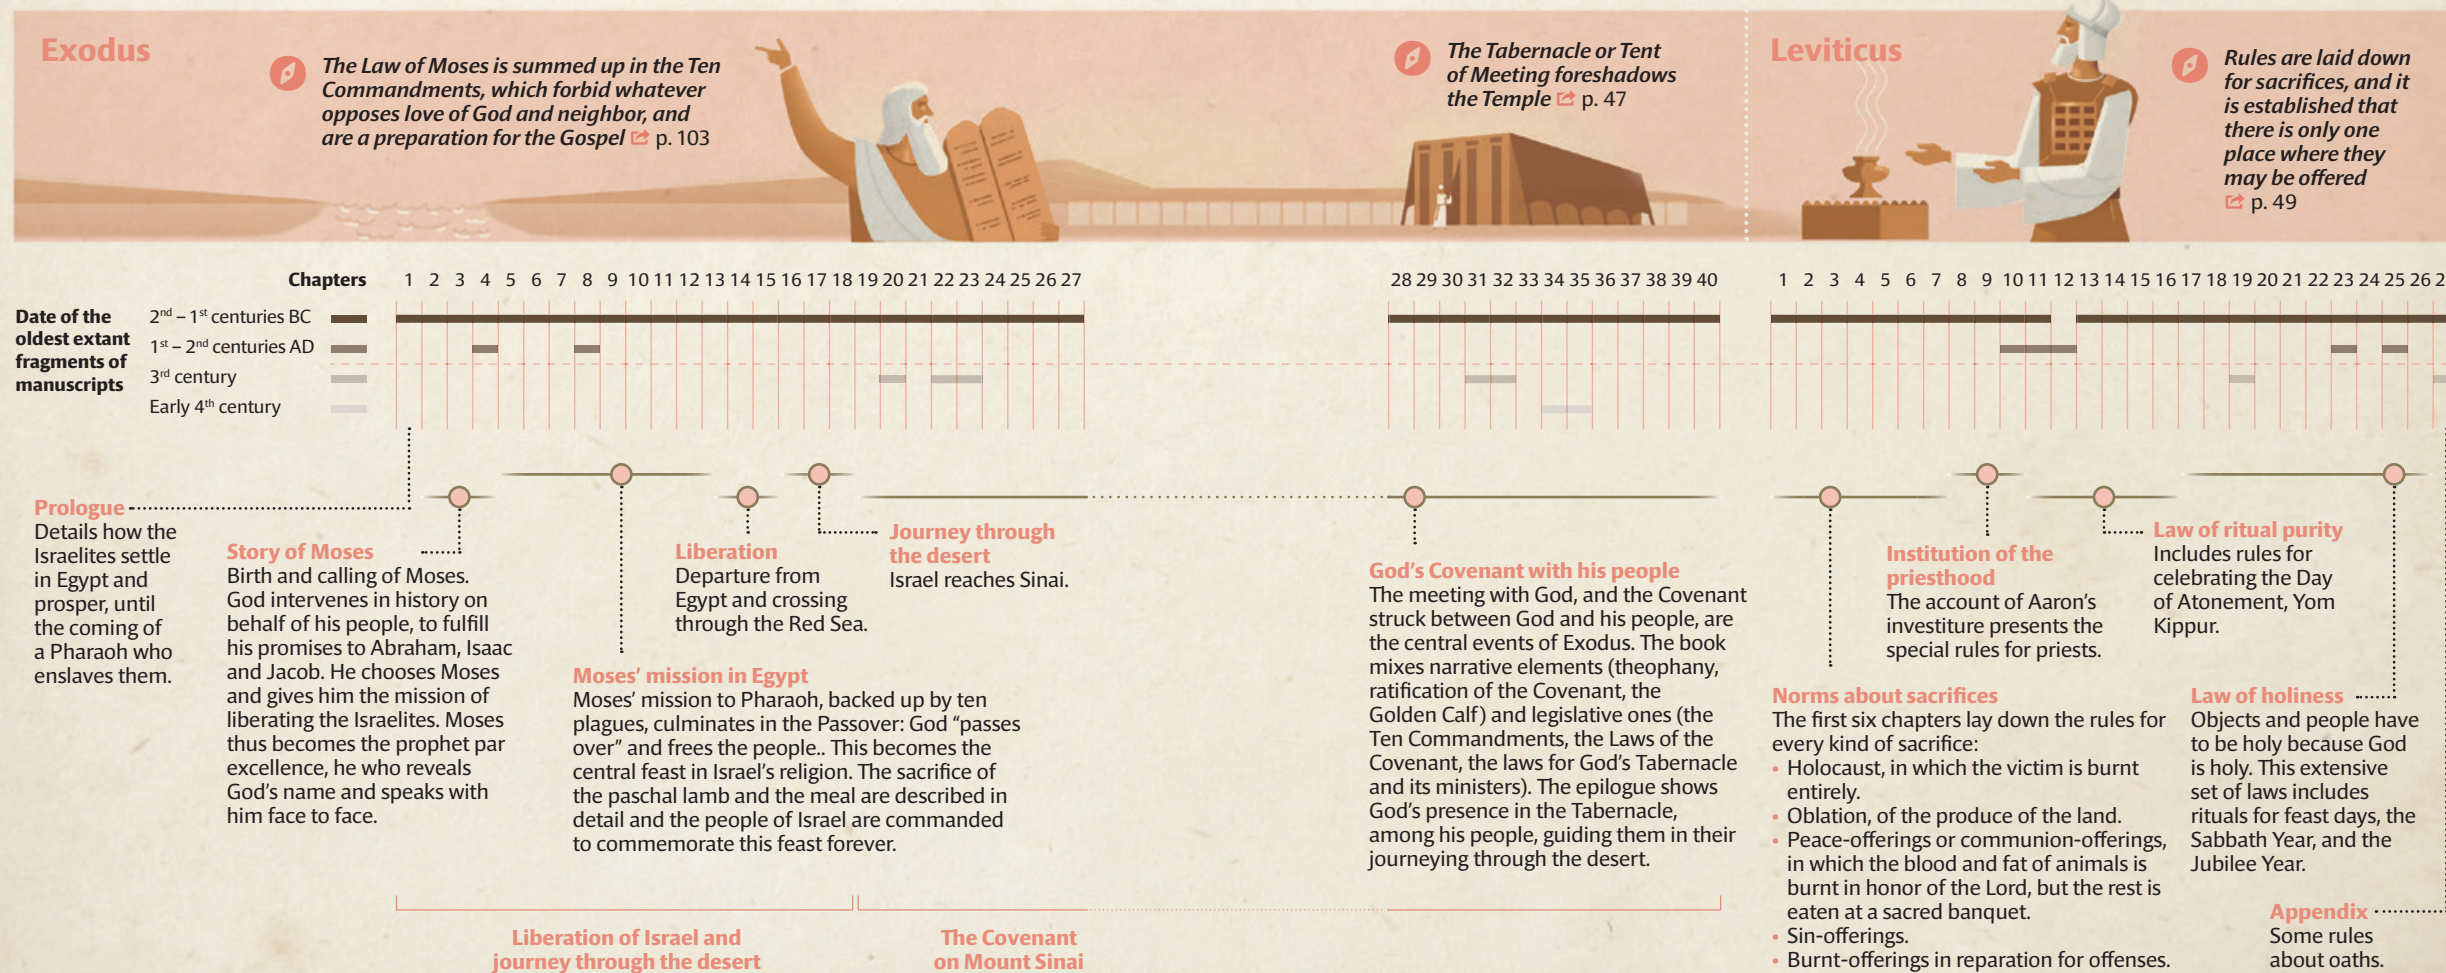 Exodus
The Law of Moses is summed up in the Ten
Commandments, which forbid whatever
opposes love of God and neighbor, and
are a preparation for the Gospel p. 103
The Tabernacle or Tent
of Meeting foreshadows
the Temple p. 47
Leviticus
Rules are laid down
for sacrifices, and it
is established that
there is only one
place where they
may be offered
p. 49
Chapters 1 2 3 4 5 6 7 8 9 10 11 12 13 14 15 16 17 18 19 20 21 22 23 24 25 26 27
28 29 30 31 32 33 34 35 36 37 38 39 40
1 2 3 4 5 6 7 8 9 10 11 12 13 14 15 16 17 18 19 20 21 22 23 24 25 26 2
Date of the
oldest extant
fragments of
manuscripts
2nd – 1st centuries BC
1st – 2nd centuries AD
3rd century
Early 4th century
Prologue
Details how the
Israelites settle
in Egypt and
prosper, until
the coming of
a Pharaoh who
enslaves them.
Story of Moses
Birth and calling of Moses.
God intervenes in history on
behalf of his people, to fulfill
his promises to Abraham, Isaac
and Jacob. He chooses Moses
and gives him the mission of
liberating the Israelites. Moses
thus becomes the prophet par
excellence, he who reveals
God's name and speaks with
him face to face.
Moses' mission in Egypt
Moses' mission to Pharaoh, backed up by ten
plagues, culminates in the Passover: God “passes
over” and frees the people.. This becomes the
central feast in Israel's religion. The sacrifice of
the paschal lamb and the meal are described in
detail and the people of Israel are commanded
to commemorate this feast forever.
Liberation
Departure from
Egypt and crossing
through the Red Sea.
Journey through
the desert
Israel reaches Sinai.
God's Covenant with his people
The meeting with God, and the Covenant
struck between God and his people, are
the central events of Exodus. The book
mixes narrative elements (theophany,
ratification of the Covenant, the
Golden Calf) and legislative ones (the
Ten Commandments, the Laws of the
Covenant, the laws for God's Tabernacle
and its ministers). The epilogue shows
God's presence in the Tabernacle,
among his people, guiding them in their
journeying through the desert.
Norms about sacrifices
The first six chapters lay down the rules for
every kind of sacrifice:
• Holocaust, in which the victim is burnt
entirely.
• Oblation, of the produce of the land.
• Peace-offerings or communion-offerings,
in which the blood and fat of animals is
burnt in honor of the Lord, but the rest is
eaten at a sacred banquet.
• Sin-offerings.
• Burnt-offerings in reparation for offenses.
Institution of the
priesthood
The account of Aaron's
investiture presents the
special rules for priests.
Law of ritual purity
Includes rules for
celebrating the Day
of Atonement, Yom
Kippur.
Law of holiness
Objects and people have
to be holy because God
is holy. This extensive
set of laws includes
rituals for feast days, the
Sabbath Year, and the
Jubilee Year.
Appendix
Some rules
about oaths.
Liberation of Israel and
journey through the desert
The Covenant
on Mount Sinai